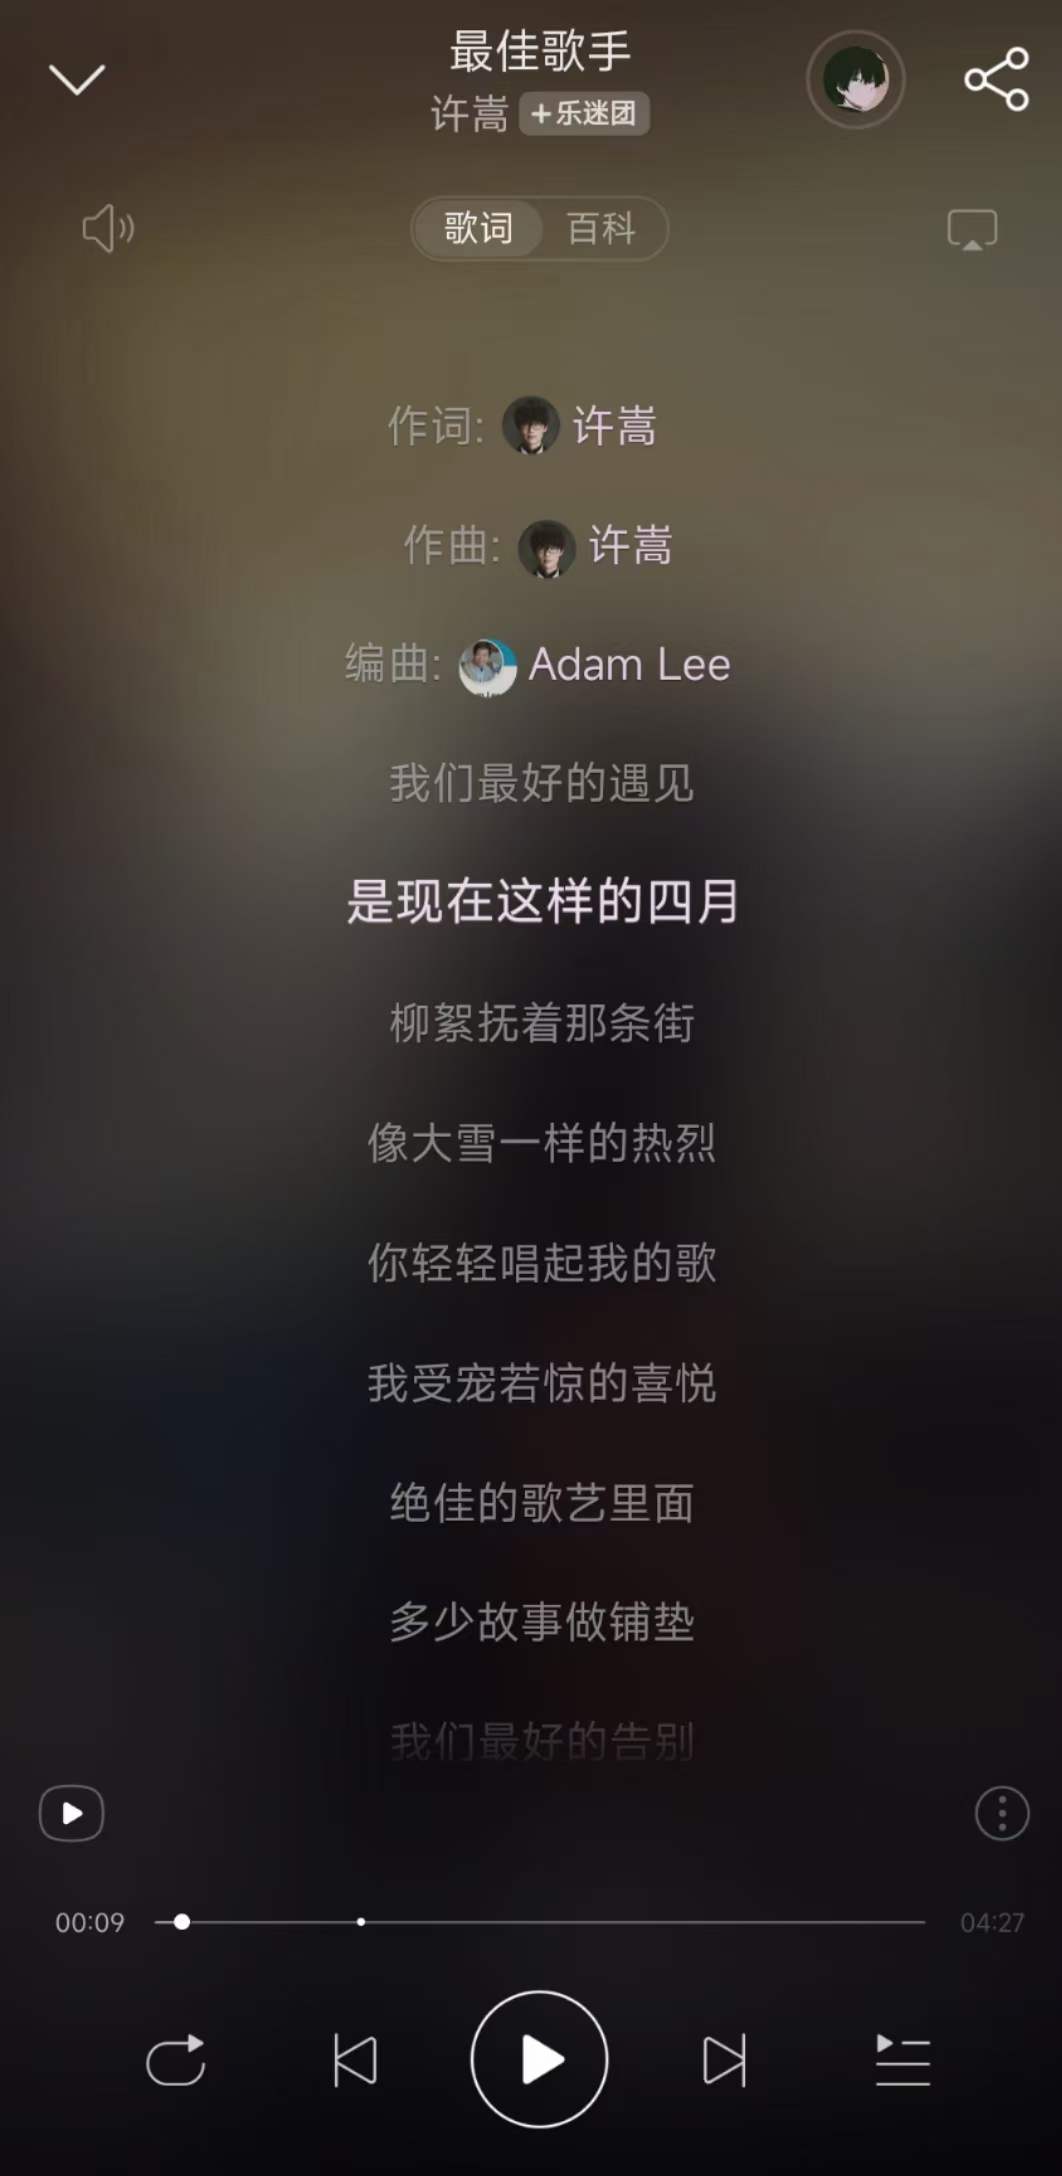 最佳歌手
许嵩 +乐迷团
歌词 百科
作词: 许嵩
作曲: 许嵩
编曲: Adam Lee
我们最好的遇见
是现在这样的四月
柳絮抚着那条街
像大雪一样的热烈
你轻轻唱起我的歌
我受宠若惊的喜悦
绝佳的歌艺里面
多少故事做铺垫
我们最好的告别
00:09 04:27